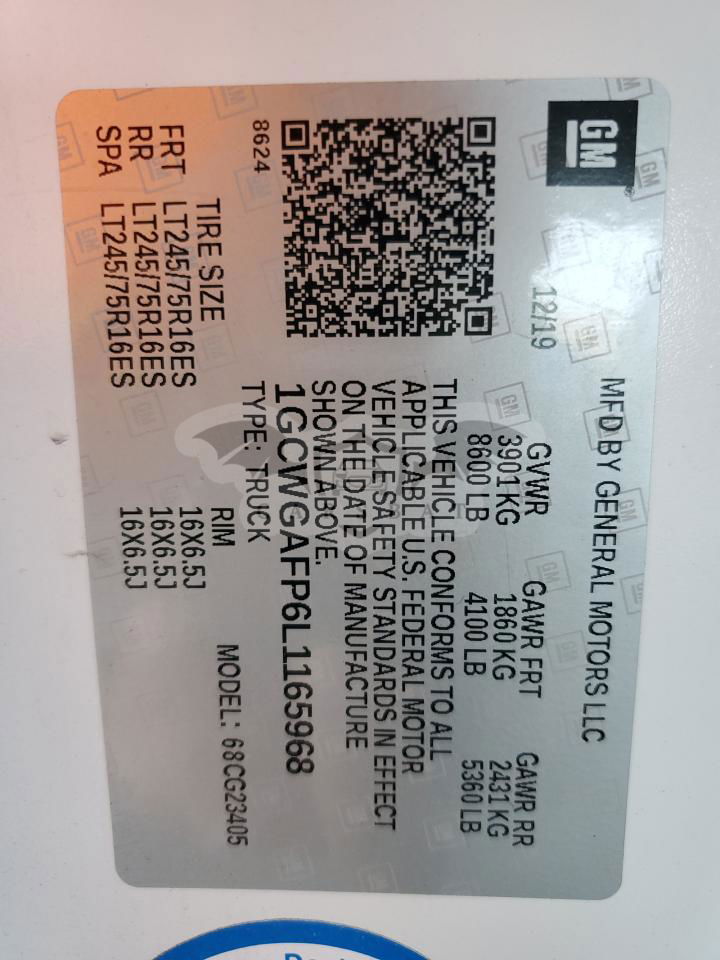 GM
MFD BY GENERAL MOTORS LLC
12/19
GVWR GAWR FRT GAWR RR
3901 KG 1860 KG 2431 KG
8600 LB 4100 LB 5360 LB
THIS VEHICLE CONFORMS TO ALL
APPLICABLE U.S. FEDERAL MOTOR
VEHICLE SAFETY STANDARDS IN EFFECT
ON THE DATE OF MANUFACTURE
SHOWN ABOVE.
1GCWGAFP6L1165968
8624
TYPE: TRUCK MODEL: 68CG23405
TIRE SIZE RIM
FRT LT245/75R16ES 16X6.5J
RR LT245/75R16ES 16X6.5J
SPA LT245/75R16ES 16X6.5J